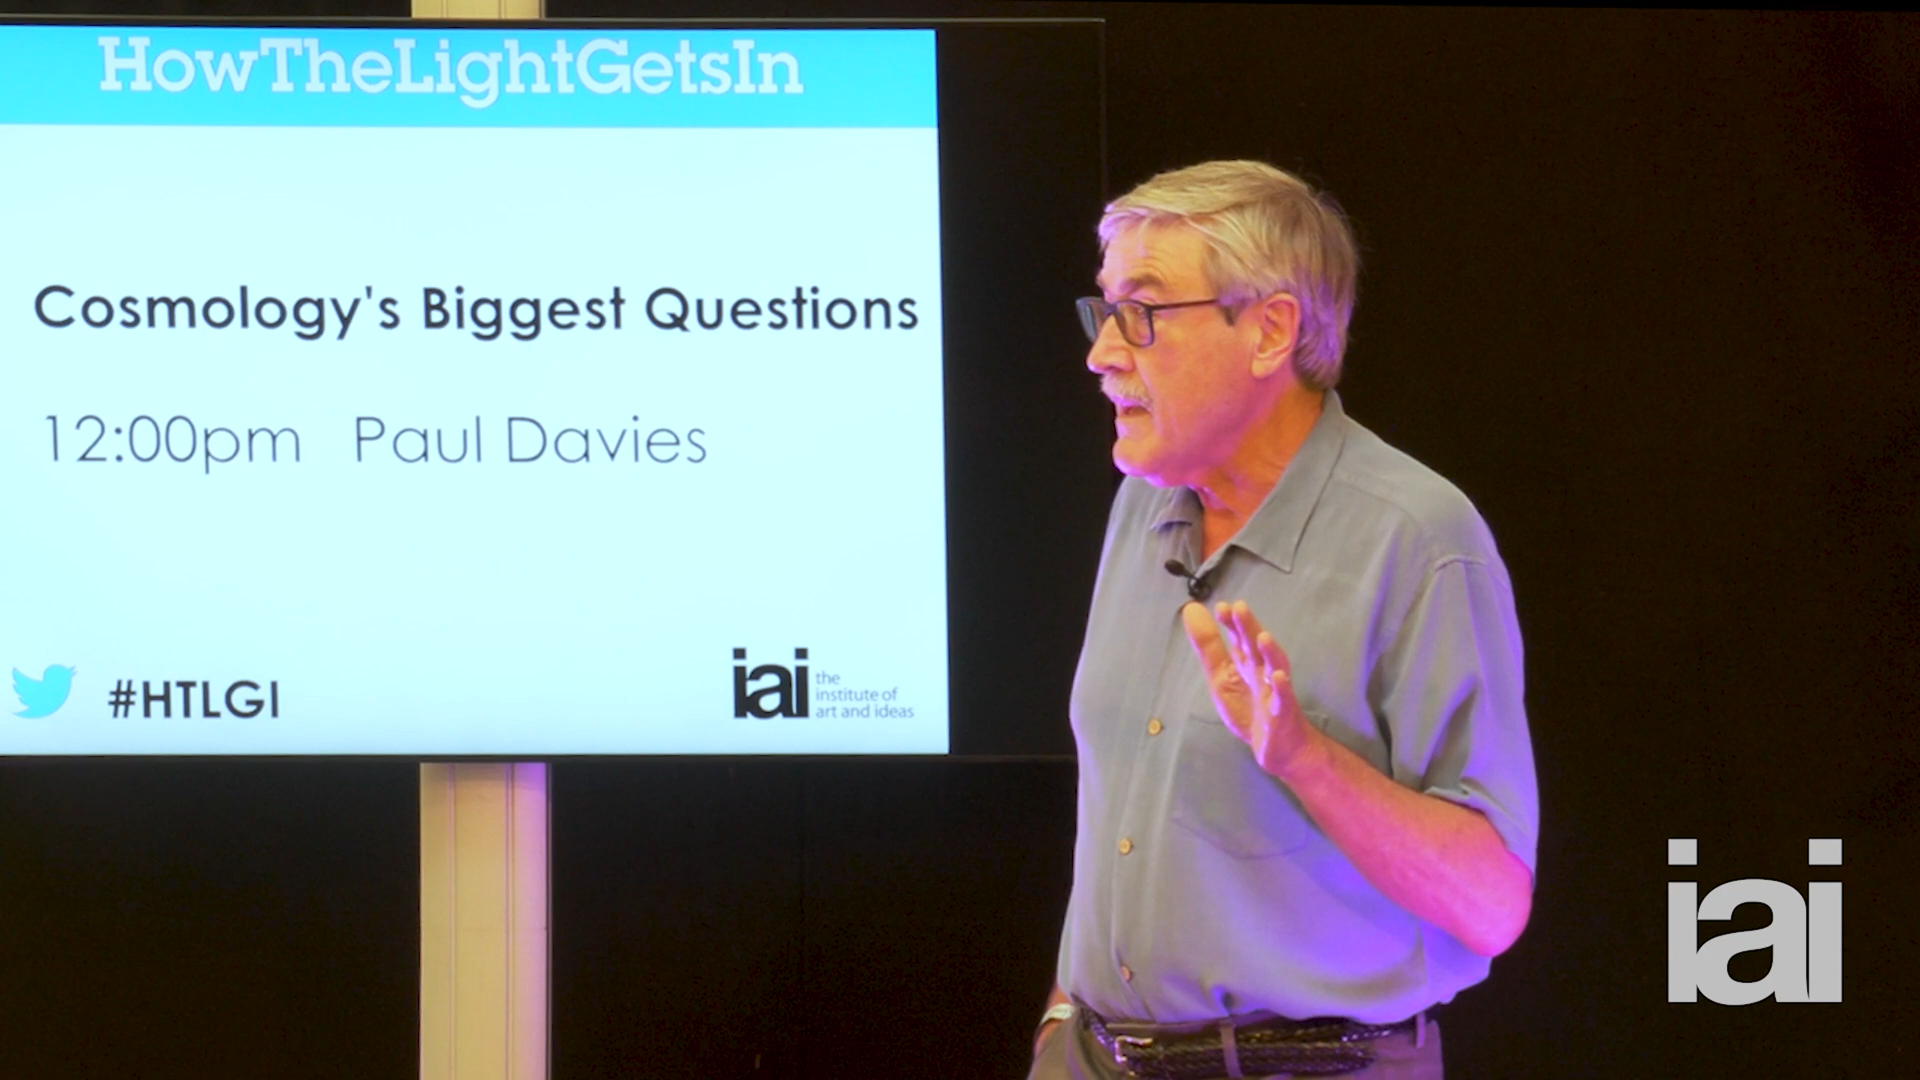 HowTheLightGetsIn
Cosmology's Biggest Questions
12:00pm Paul Davies
#HTLGI
iai
the
institute of
art and ideas
iai